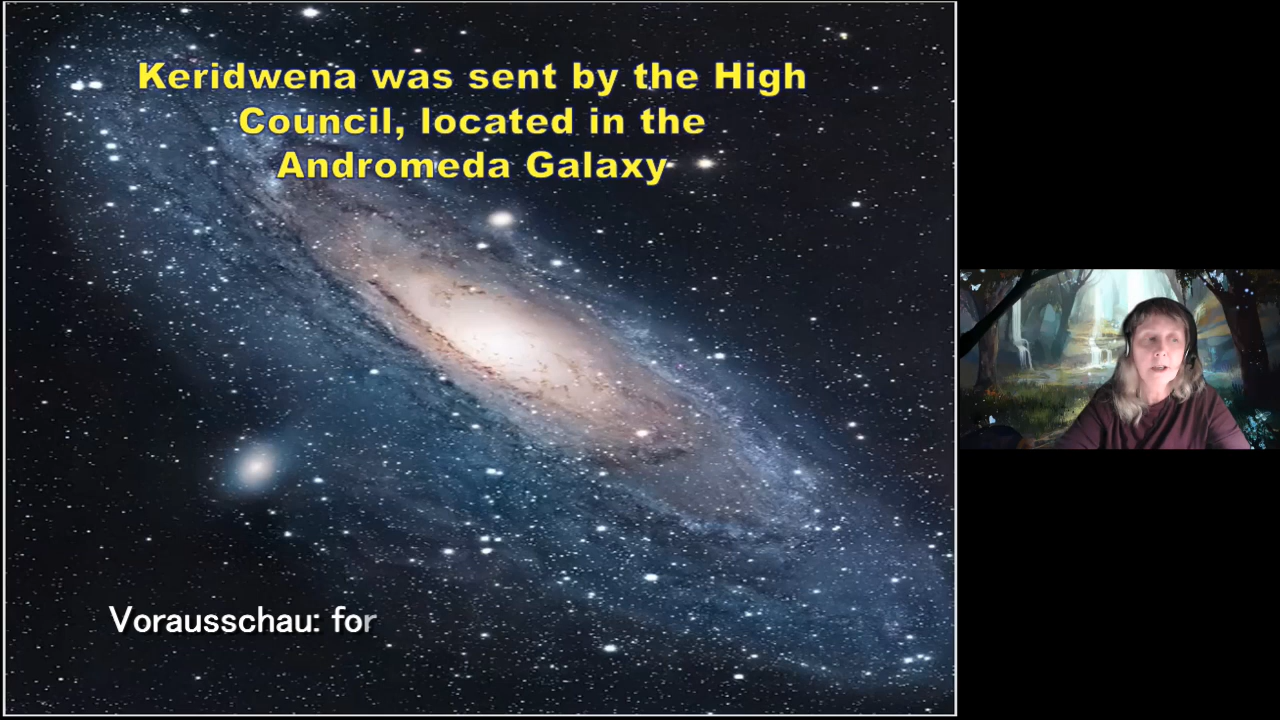 Keridwena was sent by the High
Council, located in the
Andromeda Galaxy
Vorausschau: for